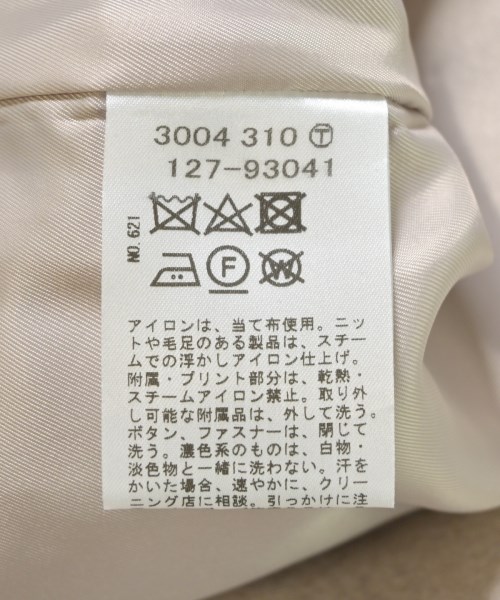 3004 310 Ⓣ
127-93041
NO.621
F
W
アイロンは、当て布使用。ニッ
トや毛足のある製品は、スチー
ムでの浮かしアイロン仕上げ。
附属・プリント部分は、乾熱・
スチームアイロン禁止。取り外
し可能な附属品は、外して洗う。
ボタン、ファスナーは、閉じて
洗う。濃色系のものは、白物・
淡色物と一緒に洗わない。汗を
かいた場合、速やかに、クリー
ニング店に相談。引っかけに注